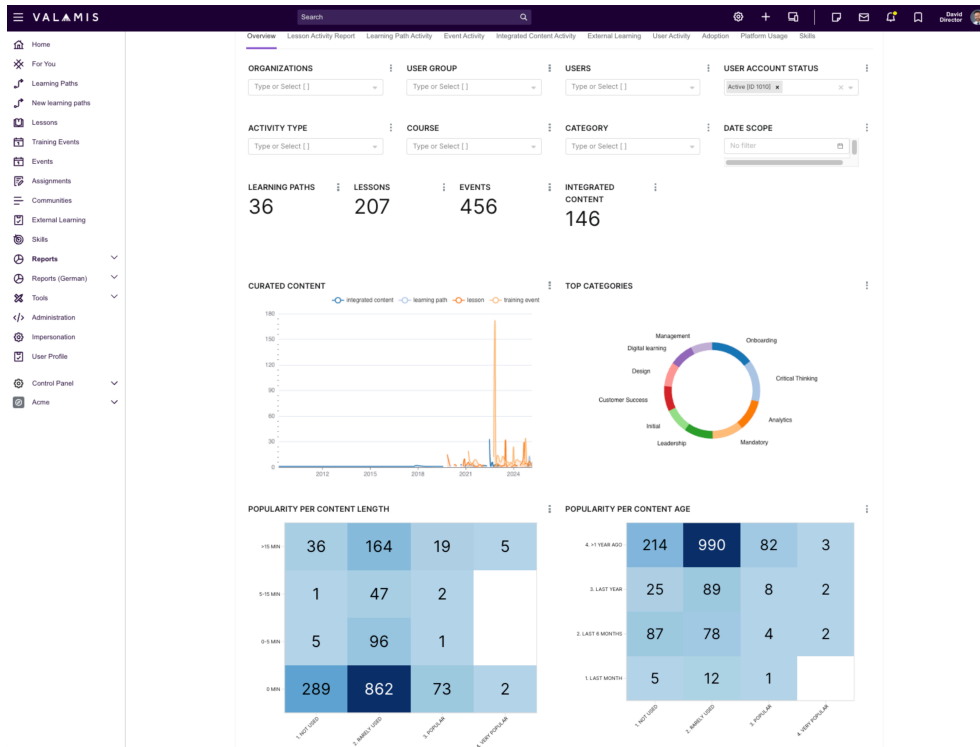 VALAMIS
Search
David
Director
Home
For You
Learning Paths
New learning paths
Lessons
Training Events
Events
Assignments
Communities
External Learning
Skills
Reports
Reports (German)
Tools
Administration
Impersonation
User Profile
Control Panel
Acme
Overview Lesson Activity Report Learning Path Activity Event Activity Integrated Content Activity External Learning User Activity Adoption Platform Usage Skills
ORGANIZATIONS USER GROUP USERS USER ACCOUNT STATUS
Type or Select [ ] Type or Select [ ] Type or Select [ ] Active [ID 1010] ×
ACTIVITY TYPE COURSE CATEGORY DATE SCOPE
Type or Select [ ] Type or Select [ ] Type or Select [ ] No filter
LEARNING PATHS LESSONS EVENTS INTEGRATED
CONTENT
36 207 456 146
CURATED CONTENT
integrated content learning path lesson training event
180
150
120
90
60
30
0
2012 2015 2018 2021 2024
TOP CATEGORIES
Management Onboarding
Digital learning
Design Critical Thinking
Customer Success
Initial Analytics
Leadership Mandatory
POPULARITY PER CONTENT LENGTH
>15 MIN 36 164 19 5
5-15 MIN 1 47 2
0-5 MIN 5 96 1
0 MIN 289 862 73 2
1. NOT USED 2. RARELY USED 3. POPULAR 4. VERY POPULAR
POPULARITY PER CONTENT AGE
4. >1 YEAR AGO 214 990 82 3
3. LAST YEAR 25 89 8 2
2. LAST 6 MONTHS 87 78 4 2
1. LAST MONTH 5 12 1
1. NOT USED 2. RARELY USED 3. POPULAR 4. VERY POPULAR